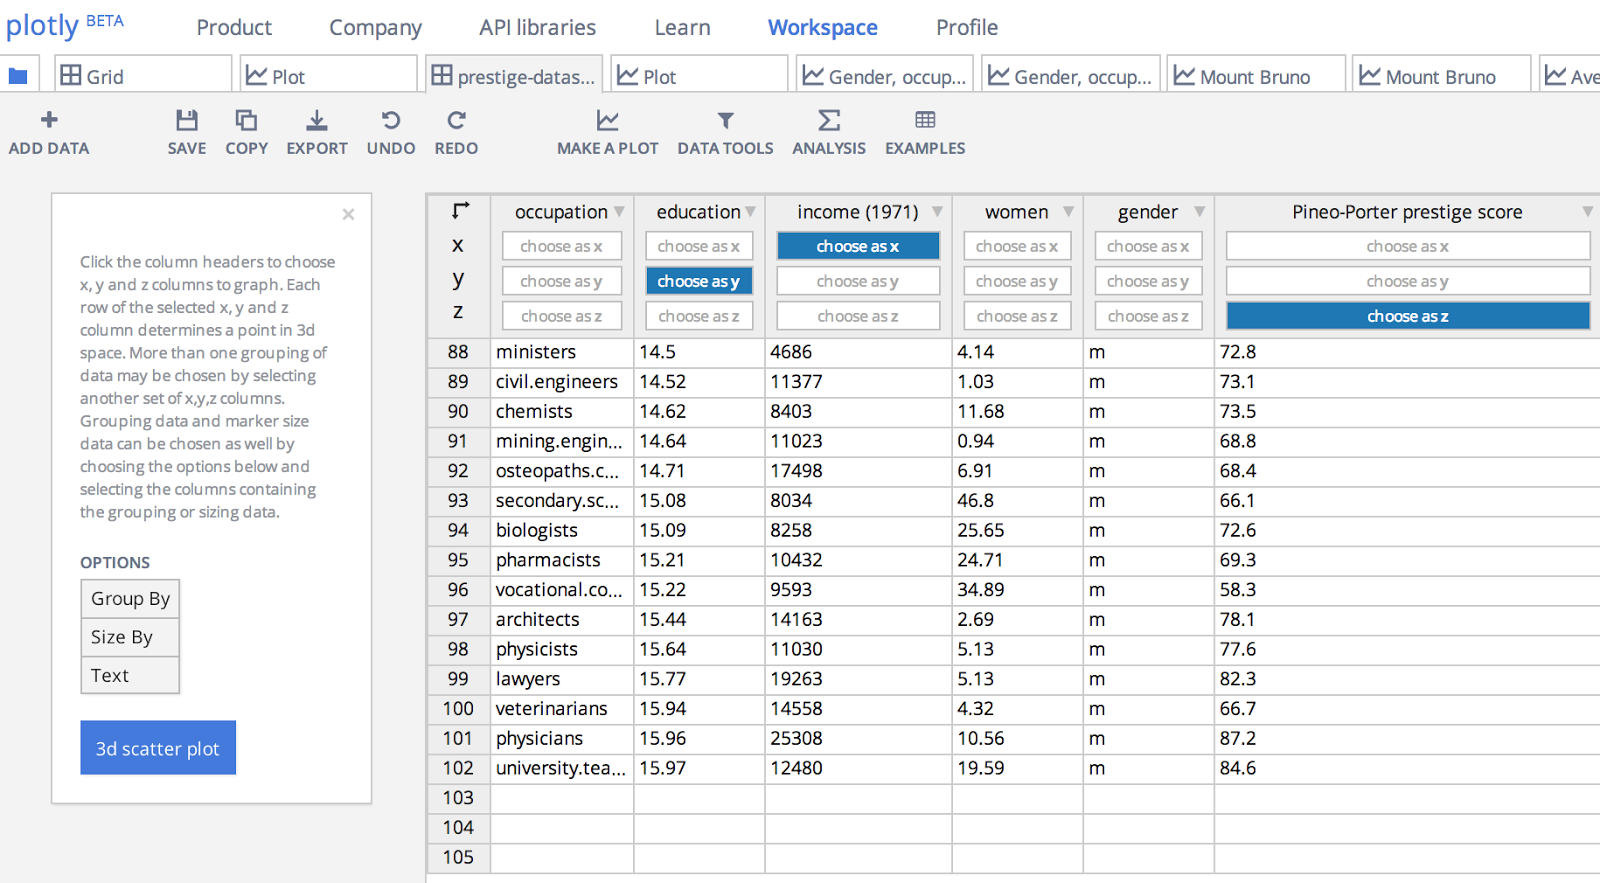 plotly BETA Product Company API libraries Learn Workspace Profile
Grid Plot prestige-datas... Plot Gender, occup... Gender, occup... Mount Bruno Mount Bruno Ave
ADD DATA SAVE COPY EXPORT UNDO REDO MAKE A PLOT DATA TOOLS ANALYSIS EXAMPLES
×
Click the column headers to choose
x, y and z columns to graph. Each
row of the selected x, y and z
column determines a point in 3d
space. More than one grouping of
data may be chosen by selecting
another set of x,y,z columns.
Grouping data and marker size
data can be chosen as well by
choosing the options below and
selecting the columns containing
the grouping or sizing data.
OPTIONS
Group By
Size By
Text
3d scatter plot
occupation education income (1971) women gender Pineo-Porter prestige score
x choose as x choose as x choose as x choose as x choose as x choose as x
y choose as y choose as y choose as y choose as y choose as y choose as y
z choose as z choose as z choose as z choose as z choose as z choose as z
88 ministers 14.5 4686 4.14 m 72.8
89 civil.engineers 14.52 11377 1.03 m 73.1
90 chemists 14.62 8403 11.68 m 73.5
91 mining.engin... 14.64 11023 0.94 m 68.8
92 osteopaths.c... 14.71 17498 6.91 m 68.4
93 secondary.sc... 15.08 8034 46.8 m 66.1
94 biologists 15.09 8258 25.65 m 72.6
95 pharmacists 15.21 10432 24.71 m 69.3
96 vocational.co... 15.22 9593 34.89 m 58.3
97 architects 15.44 14163 2.69 m 78.1
98 physicists 15.64 11030 5.13 m 77.6
99 lawyers 15.77 19263 5.13 m 82.3
100 veterinarians 15.94 14558 4.32 m 66.7
101 physicians 15.96 25308 10.56 m 87.2
102 university.tea... 15.97 12480 19.59 m 84.6
103
104
105